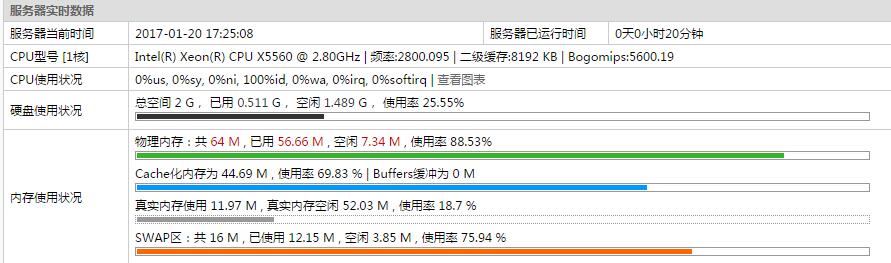 服务器实时数据
服务器当前时间 2017-01-20 17:25:08 服务器已运行时间 0天0小时20分钟
CPU型号 [1核] Intel(R) Xeon(R) CPU X5560 @ 2.80GHz | 频率:2800.095 | 二级缓存:8192 KB | Bogomips:5600.19
CPU使用状况 0%us, 0%sy, 0%ni, 100%id, 0%wa, 0%irq, 0%softirq | 查看图表
硬盘使用状况 总空间 2 G， 已用 0.511 G， 空闲 1.489 G， 使用率 25.55%
内存使用状况
物理内存：共 64 M , 已用 56.66 M , 空闲 7.34 M , 使用率 88.53%
Cache化内存为 44.69 M , 使用率 69.83 % | Buffers缓冲为 0 M
真实内存使用 11.97 M , 真实内存空闲 52.03 M , 使用率 18.7 %
SWAP区：共 16 M , 已使用 12.15 M , 空闲 3.85 M , 使用率 75.94 %